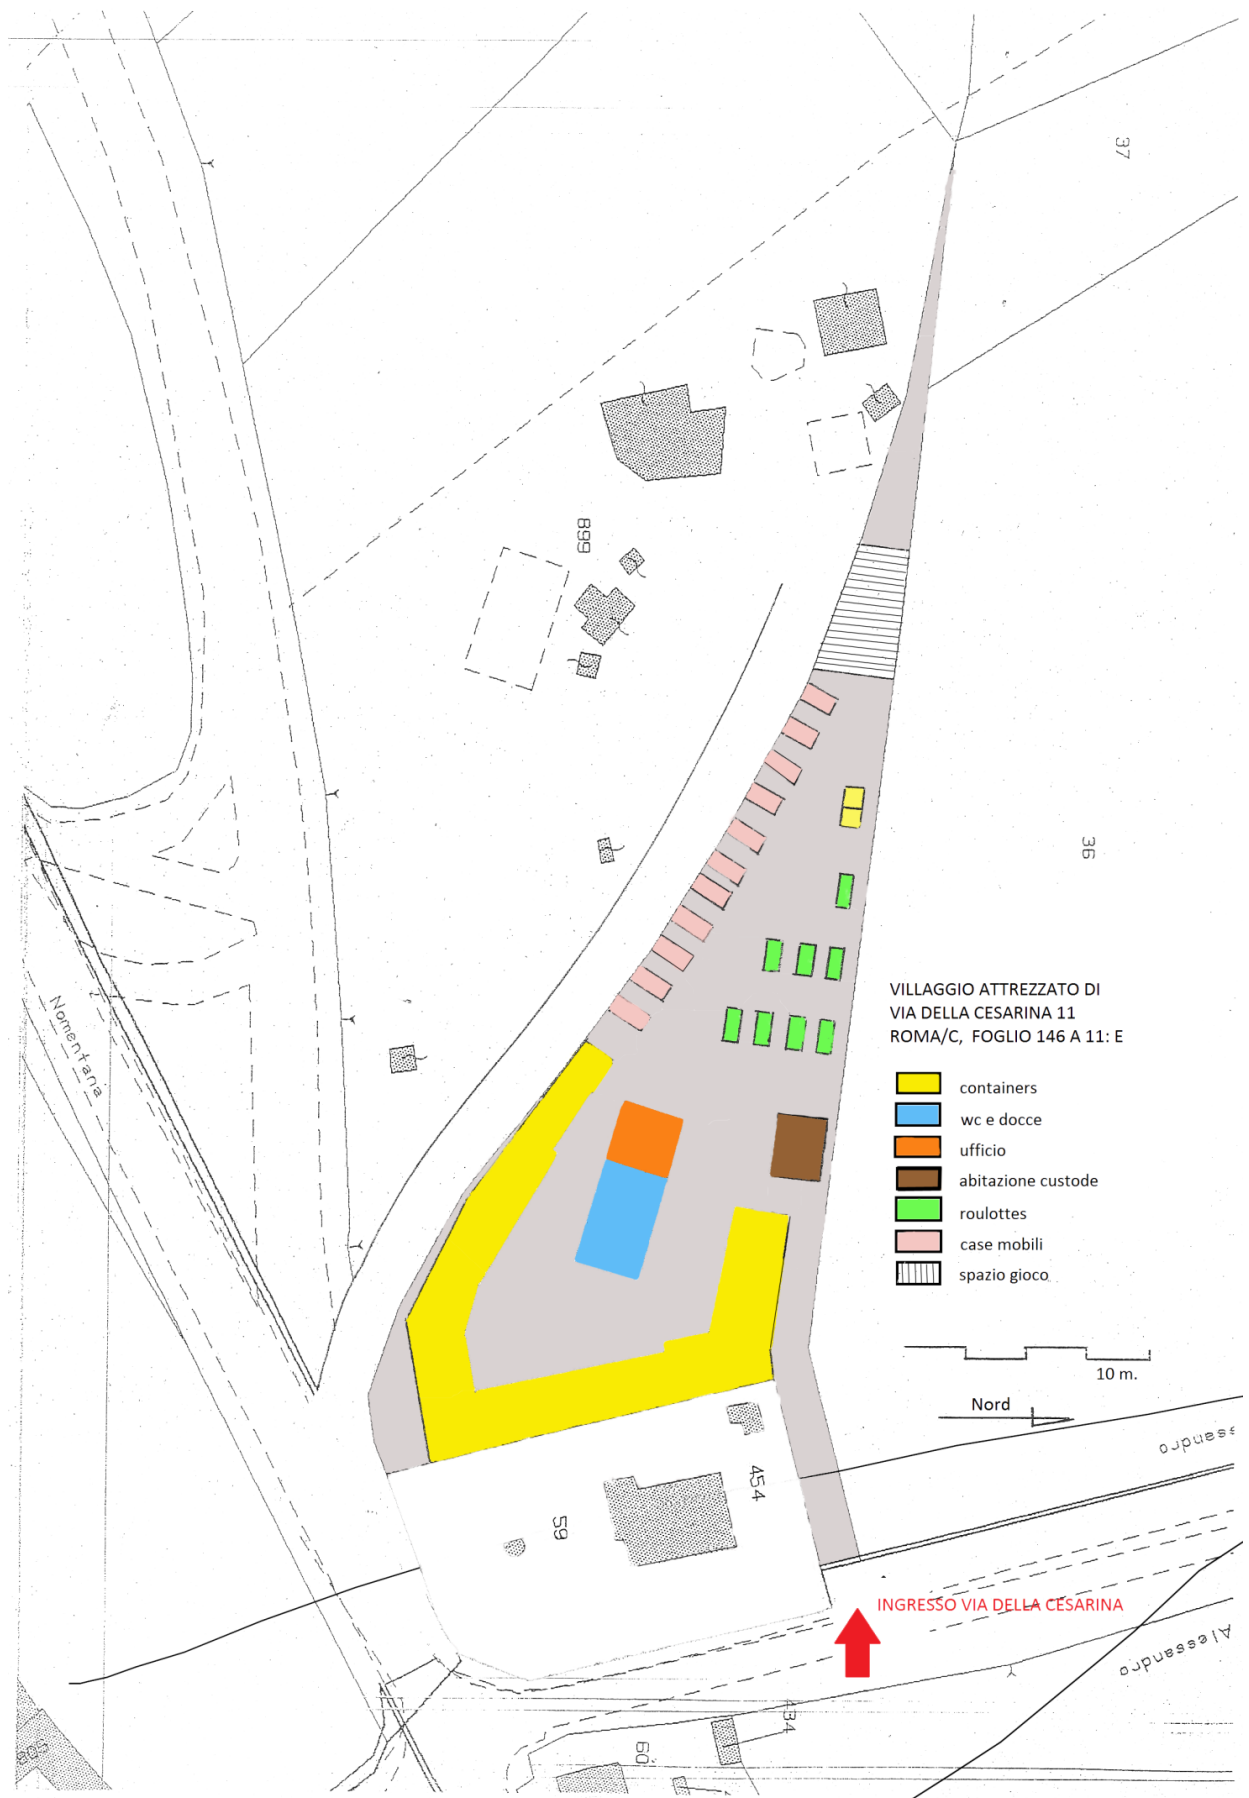 37
899
36
Nomentana
VILLAGGIO ATTREZZATO DI
VIA DELLA CESARINA 11
ROMA/C, FOGLIO 146 A 11: E
containers
wc e docce
ufficio
abitazione custode
roulottes
case mobili
spazio gioco
10 m.
Nord
454
59
INGRESSO VIA DELLA CESARINA
Alessandro
434
60